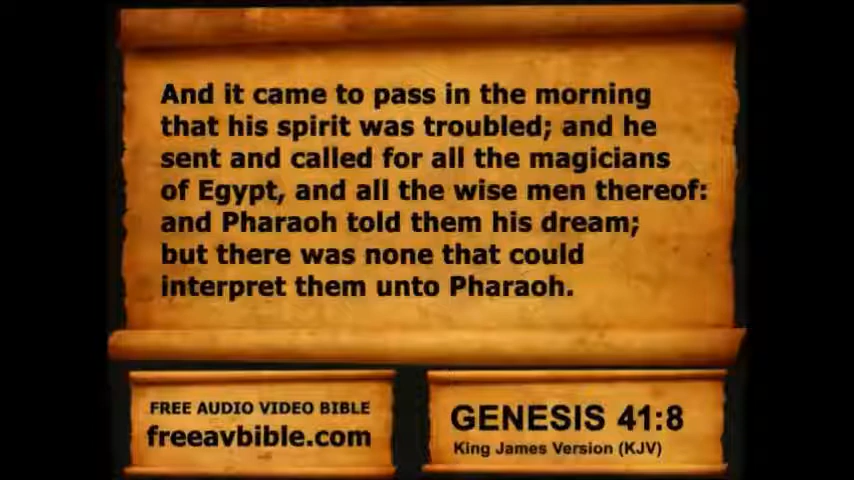 And it came to pass in the morning
that his spirit was troubled; and he
sent and called for all the magicians
of Egypt, and all the wise men thereof:
and Pharaoh told them his dream;
but there was none that could
interpret them unto Pharaoh.
FREE AUDIO VIDEO BIBLE
freeavbible.com
GENESIS 41:8
King James Version (KJV)